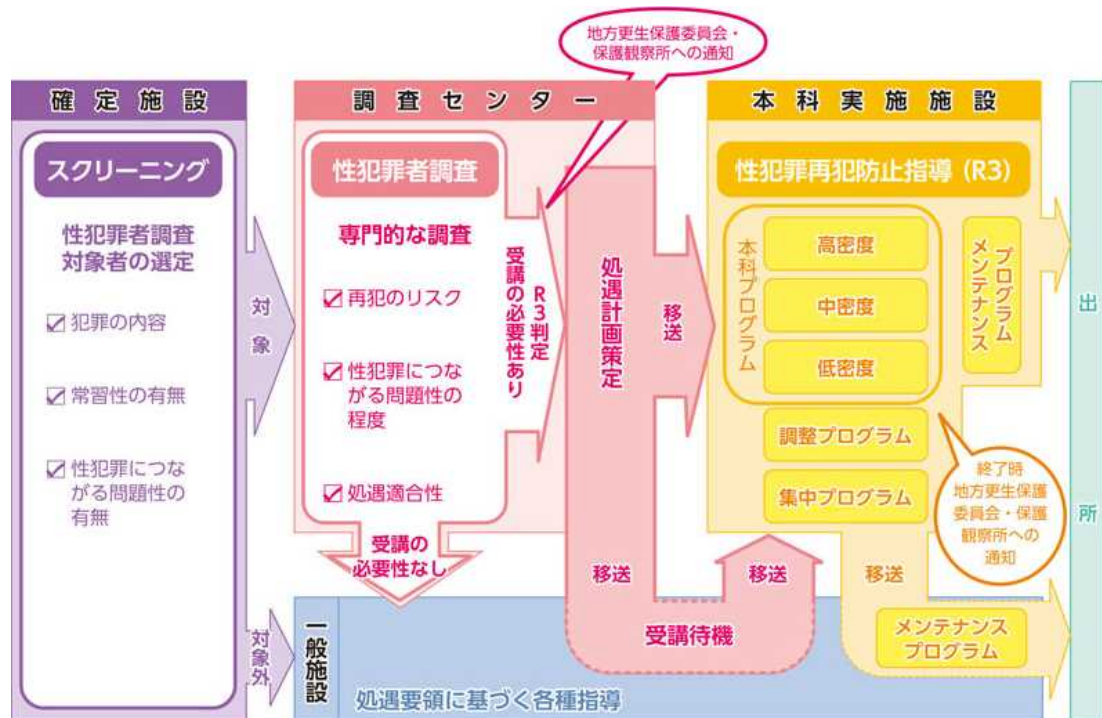 地方更生保護委員会・
保護観察所への通知
確定施設
スクリーニング
性犯罪者調査
対象者の選定
犯罪の内容
常習性の有無
性犯罪につな
がる問題性の
有無
対象
対象外
調査センター
性犯罪者調査
専門的な調査
再犯のリスク
性犯罪につな
がる問題性の
程度
処遇適合性
R3判定
受講の必要性あり
受講の
必要性なし
処遇計画策定
移送
移送
受講待機
移送
本科実施施設
性犯罪再犯防止指導(R3)
本科プログラム
高密度
中密度
低密度
調整プログラム
集中プログラム
メンテナンス
プログラム
終了時
地方更生保護
委員会・保護
観察所への
通知
移送
メンテナンス
プログラム
一般施設
処遇要領に基づく各種指導
出所